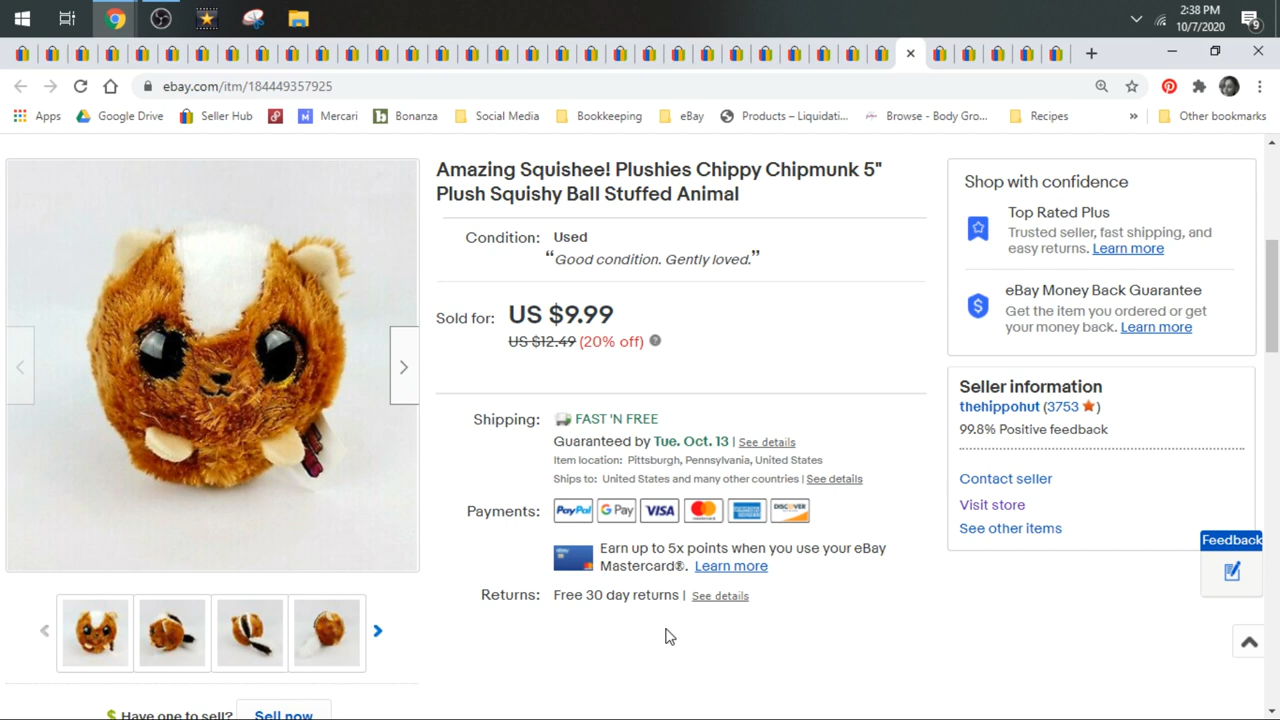 2:38 PM
10/7/2020
9
ebay.com/itm/184449357925
Apps Google Drive Seller Hub Mercari Bonanza Social Media Bookkeeping eBay Products – Liquidati... Browse - Body Gro... Recipes » Other bookmarks
Amazing Squishee! Plushies Chippy Chipmunk 5"
Plush Squishy Ball Stuffed Animal
Condition: Used
“Good condition. Gently loved.”
Sold for: US $9.99
US $12.49 (20% off)
Shipping: FAST 'N FREE
Guaranteed by Tue. Oct. 13 | See details
Item location: Pittsburgh, Pennsylvania, United States
Ships to: United States and many other countries | See details
Payments: PayPal G Pay VISA MasterCard AMERICAN EXPRESS DISCOVER
Earn up to 5x points when you use your eBay
Mastercard®. Learn more
Returns: Free 30 day returns | See details
Have one to sell? Sell now
Shop with confidence
Top Rated Plus
Trusted seller, fast shipping, and
easy returns. Learn more
eBay Money Back Guarantee
Get the item you ordered or get
your money back. Learn more
Seller information
thehippohut (3753)
99.8% Positive feedback
Contact seller
Visit store
See other items
Feedback